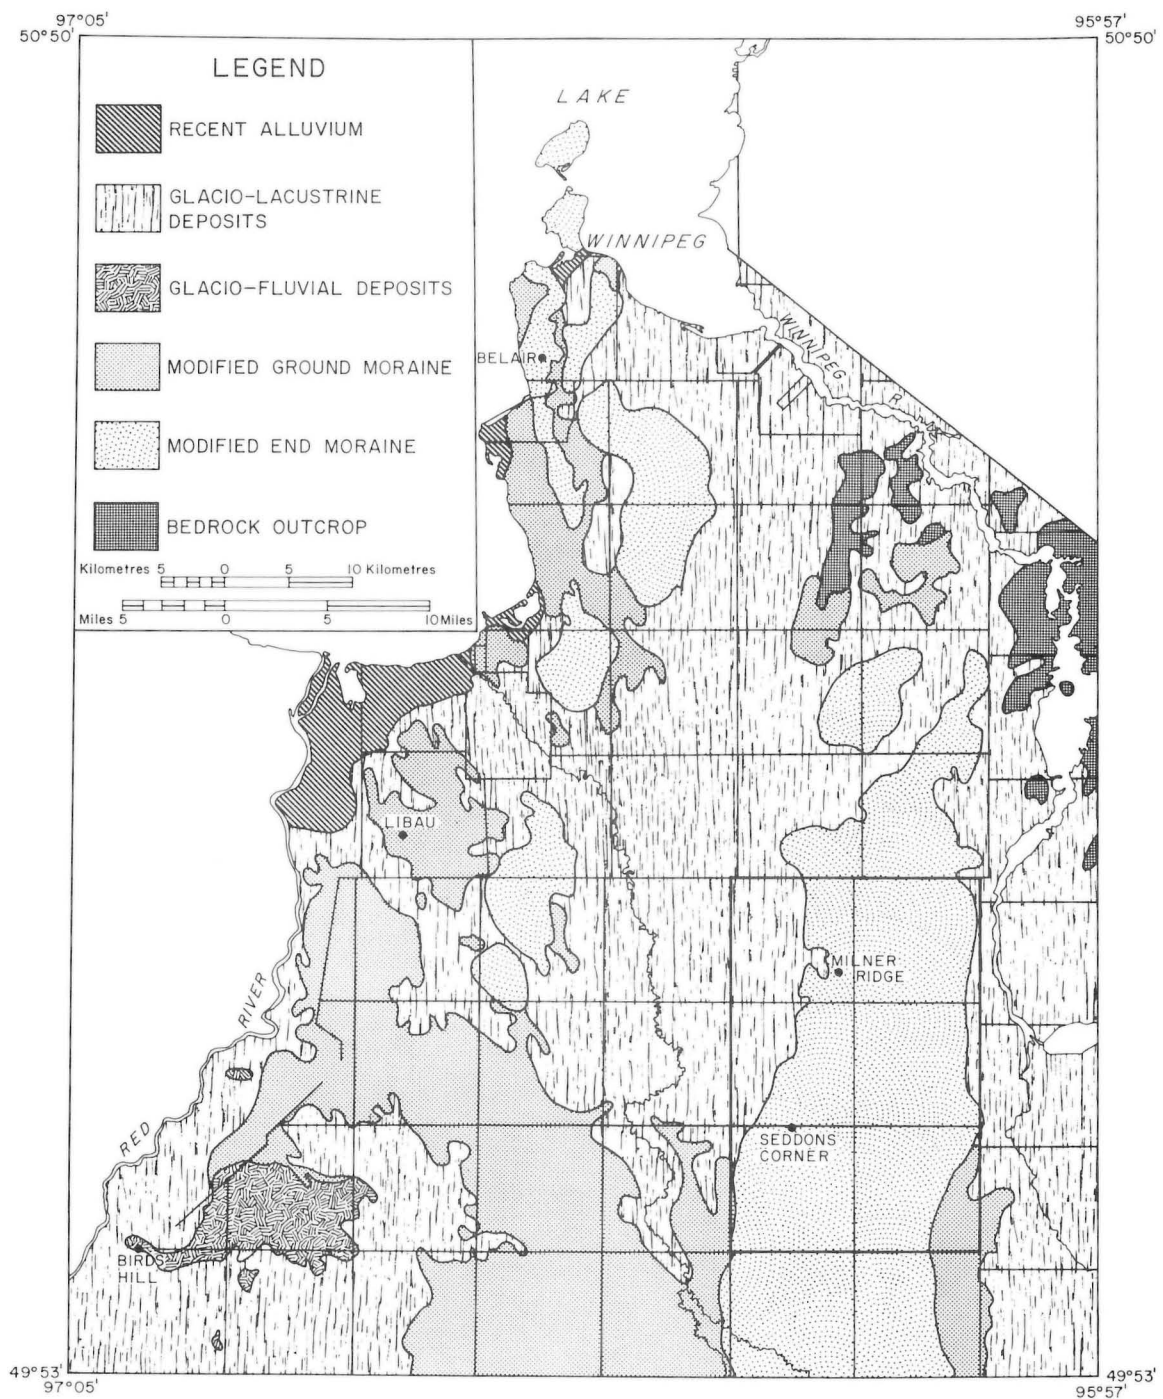 97°05'
50°50'
95°57'
50°50'
LEGEND
RECENT ALLUVIUM
GLACIO-LACUSTRINE
DEPOSITS
GLACIO-FLUVIAL DEPOSITS
MODIFIED GROUND MORAINE
MODIFIED END MORAINE
BEDROCK OUTCROP
Kilometres 5 0 5 10 Kilometres
Miles 5 0 5 10 Miles
LAKE
WINNIPEG
WINNIPEG
R
BELAIR
LIBAU
MILNER
RIDGE
RED
RIVER
SEDDONS
CORNER
BIRDS
HILL
49°53'
97°05'
49°53'
95°57'